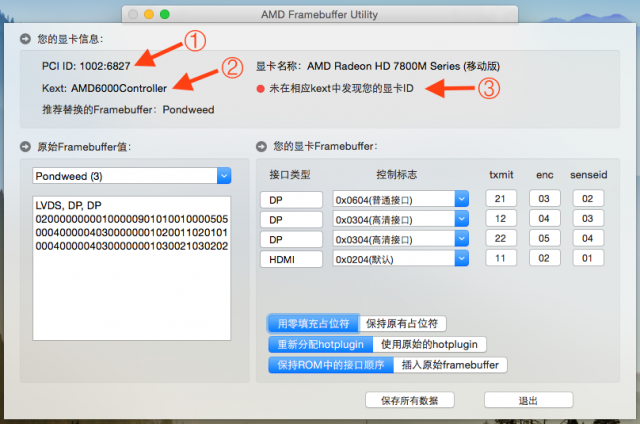 AMD Framebuffer Utility
您的显卡信息：
①
PCI ID: 1002:6827
显卡名称： AMD Radeon HD 7800M Series (移动版)
②
Kext: AMD6000Controller
未在相应kext中发现您的显卡ID
③
推荐替换的Framebuffer： Pondweed
原始Framebuffer值：
Pondweed (3)
LVDS, DP, DP
02000000000100000901010010000505
00040000040300000001020011020101
00040000040300000001030021030202
您的显卡Framebuffer：
接口类型 控制标志 txmit enc senseid
DP 0x0604(普通接口) 21 03 02
DP 0x0304(高清接口) 12 04 03
DP 0x0304(高清接口) 22 05 04
HDMI 0x0204(默认) 11 02 01
用零填充占位符 保持原有占位符
重新分配hotplugin 使用原始的hotplugin
保持ROM中的接口顺序 插入原始framebuffer
保存所有数据 退出